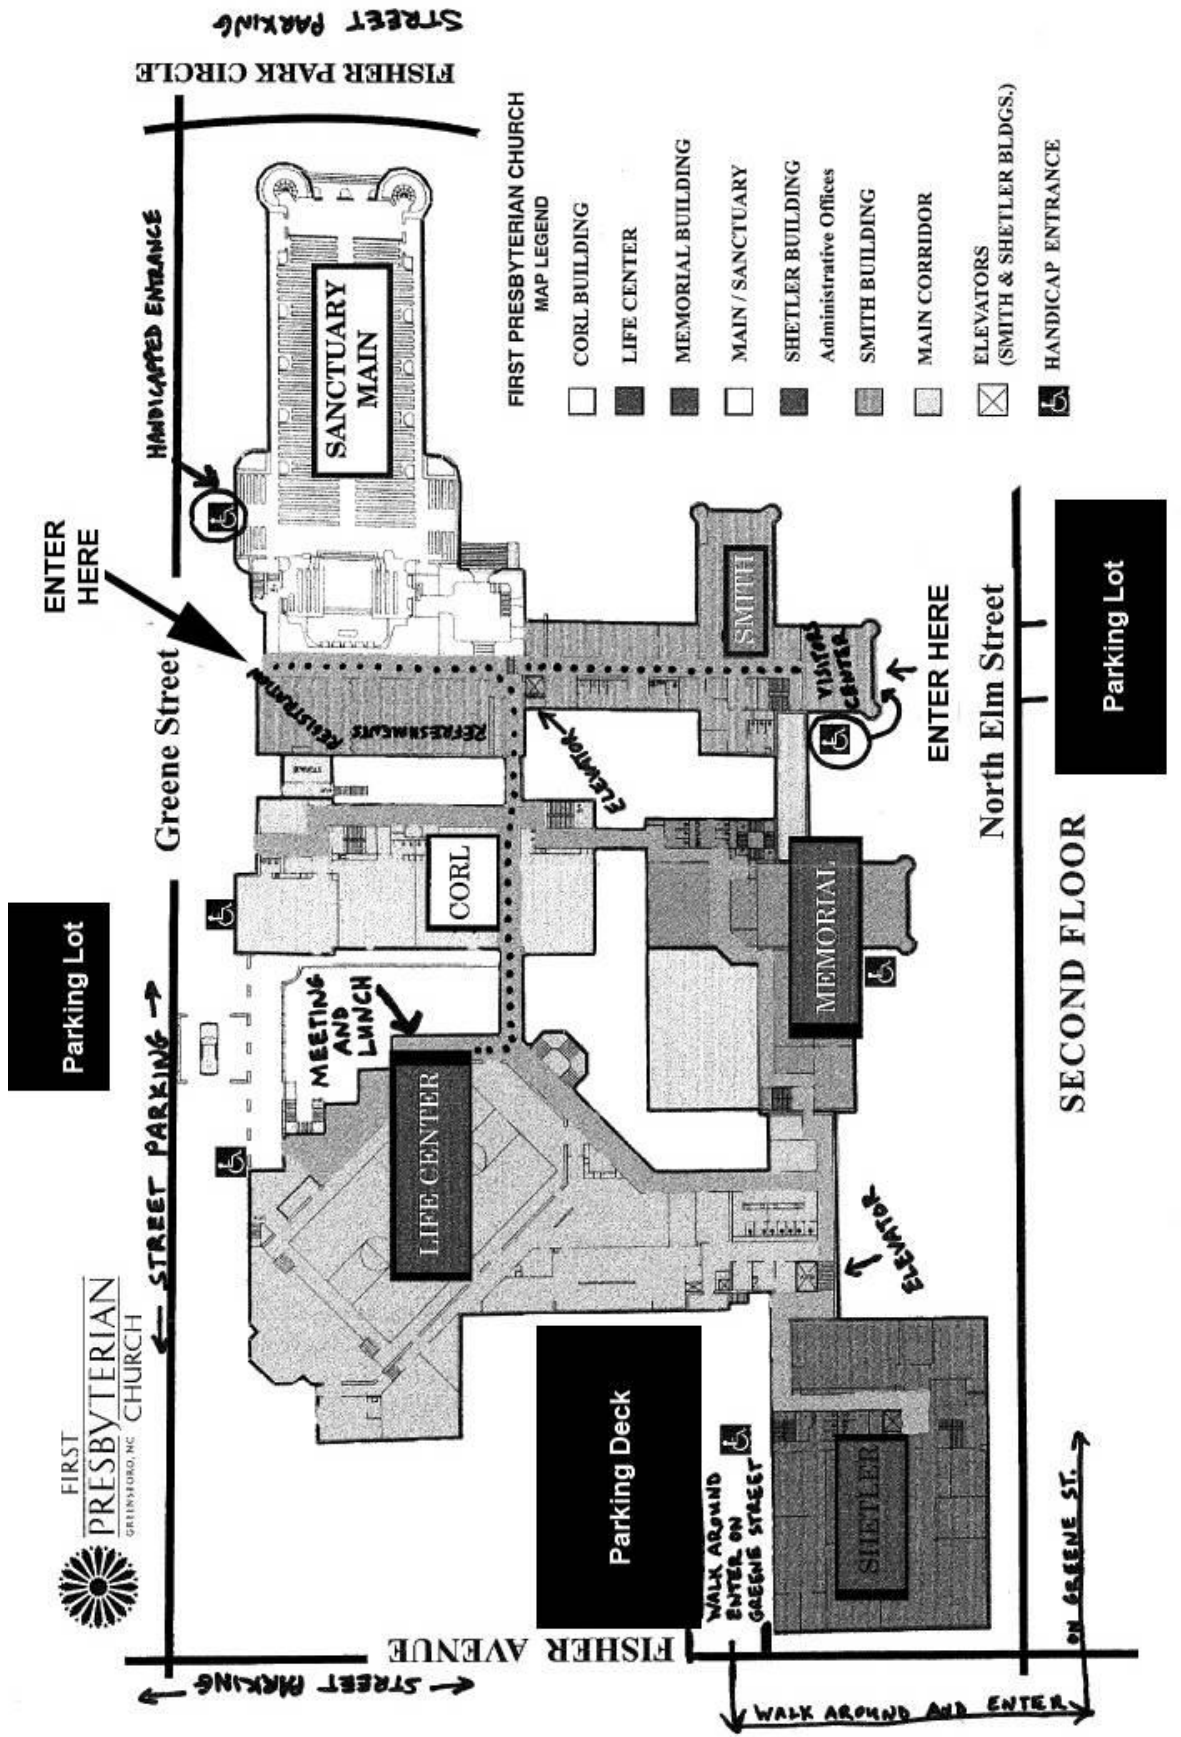 FIRST
PRESBYTERIAN
GREENSBORO, NC CHURCH
← STREET PARKING →
Parking Lot
Greene Street
ENTER
HERE
HANDICAPPED ENTRANCE
FISHER PARK CIRCLE
STREET PARKING
SANCTUARY
MAIN
REGISTRATION
REFRESHMENTS
STORAGE
ELEVATOR
SMITH
VISITORS
CENTER
ENTER HERE
CORL
MEETING
AND
LUNCH
LIFE CENTER
MEMORIAL
ELEVATOR
SHETLER
Parking Deck
WALK AROUND
ENTER ON
GREENE STREET
FISHER AVENUE
← STREET PARKING →
WALK AROUND AND ENTER
ON GREENE ST.
North Elm Street
Parking Lot
SECOND FLOOR
FIRST PRESBYTERIAN CHURCH
MAP LEGEND
CORL BUILDING
LIFE CENTER
MEMORIAL BUILDING
MAIN / SANCTUARY
SHETLER BUILDING
Administrative Offices
SMITH BUILDING
MAIN CORRIDOR
ELEVATORS
(SMITH & SHETLER BLDGS.)
HANDICAP ENTRANCE